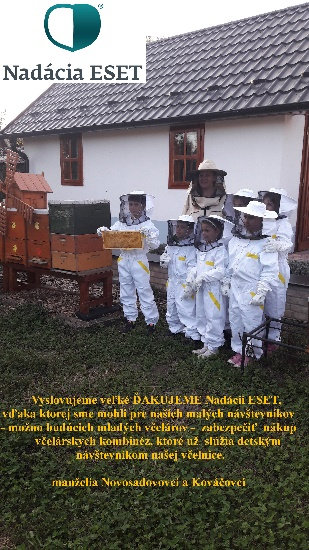 Nadácia ESET
Vyslovujeme veľké ĎAKUJEME Nadácii ESET,
vďaka ktorej sme mohli pre našich malých návštevníkov
- možno budúcich mladých včelárov - zabezpečiť nákup
včelárskych kombinéz, ktoré už slúžia detským
návštevníkom našej včelnice.
manželia Novosadovovci a Kováčovci